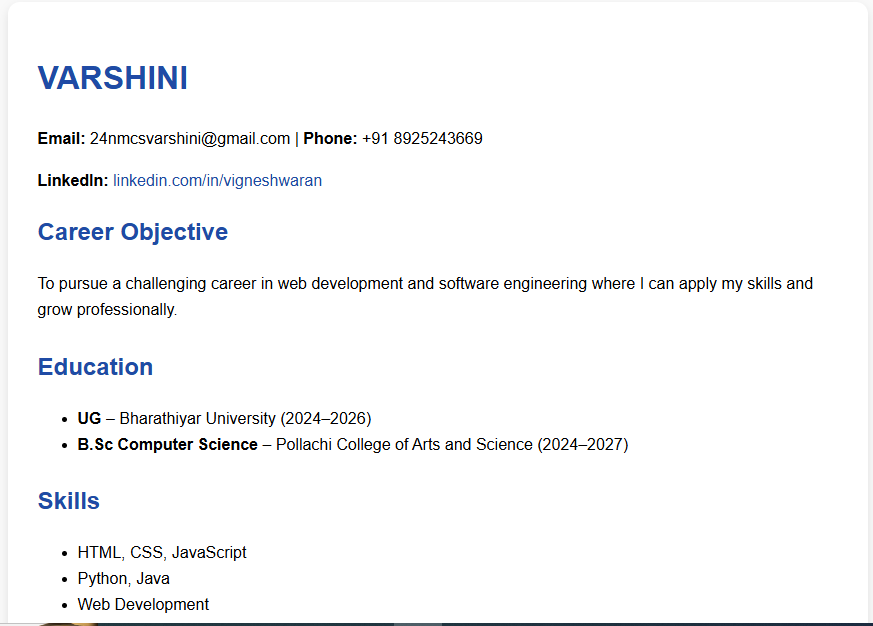 VARSHINI
Email: 24nmcsvarshini@gmail.com | Phone: +91 8925243669
LinkedIn: linkedin.com/in/vigneshwaran
Career Objective
To pursue a challenging career in web development and software engineering where I can apply my skills and
grow professionally.
Education
• UG – Bharathiyar University (2024–2026)
• B.Sc Computer Science – Pollachi College of Arts and Science (2024–2027)
Skills
• HTML, CSS, JavaScript
• Python, Java
• Web Development